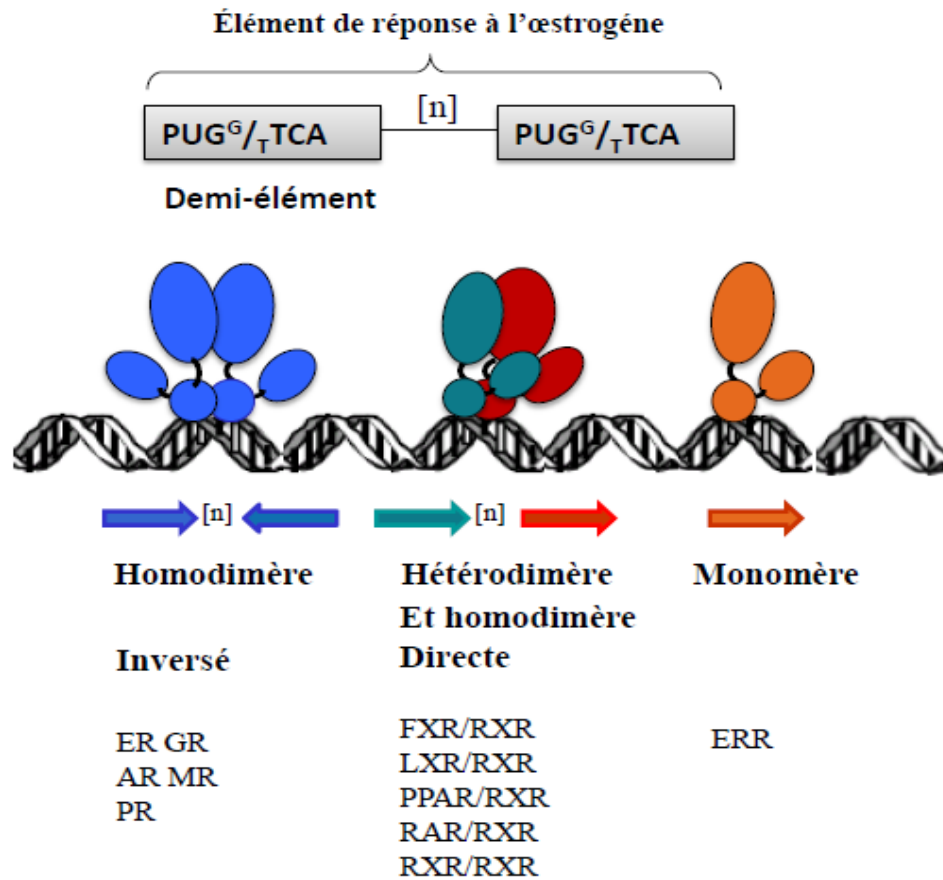 Élément de réponse à l'œstrogéne
[n]
PUGᴳ/ₜTCA PUGᴳ/ₜTCA
Demi-élément
[n] [n]
Homodimère Hétérodimère Monomère
Et homodimère
Inversé Directe
FXR/RXR
ER GR LXR/RXR ERR
AR MR PPAR/RXR
PR RAR/RXR
RXR/RXR